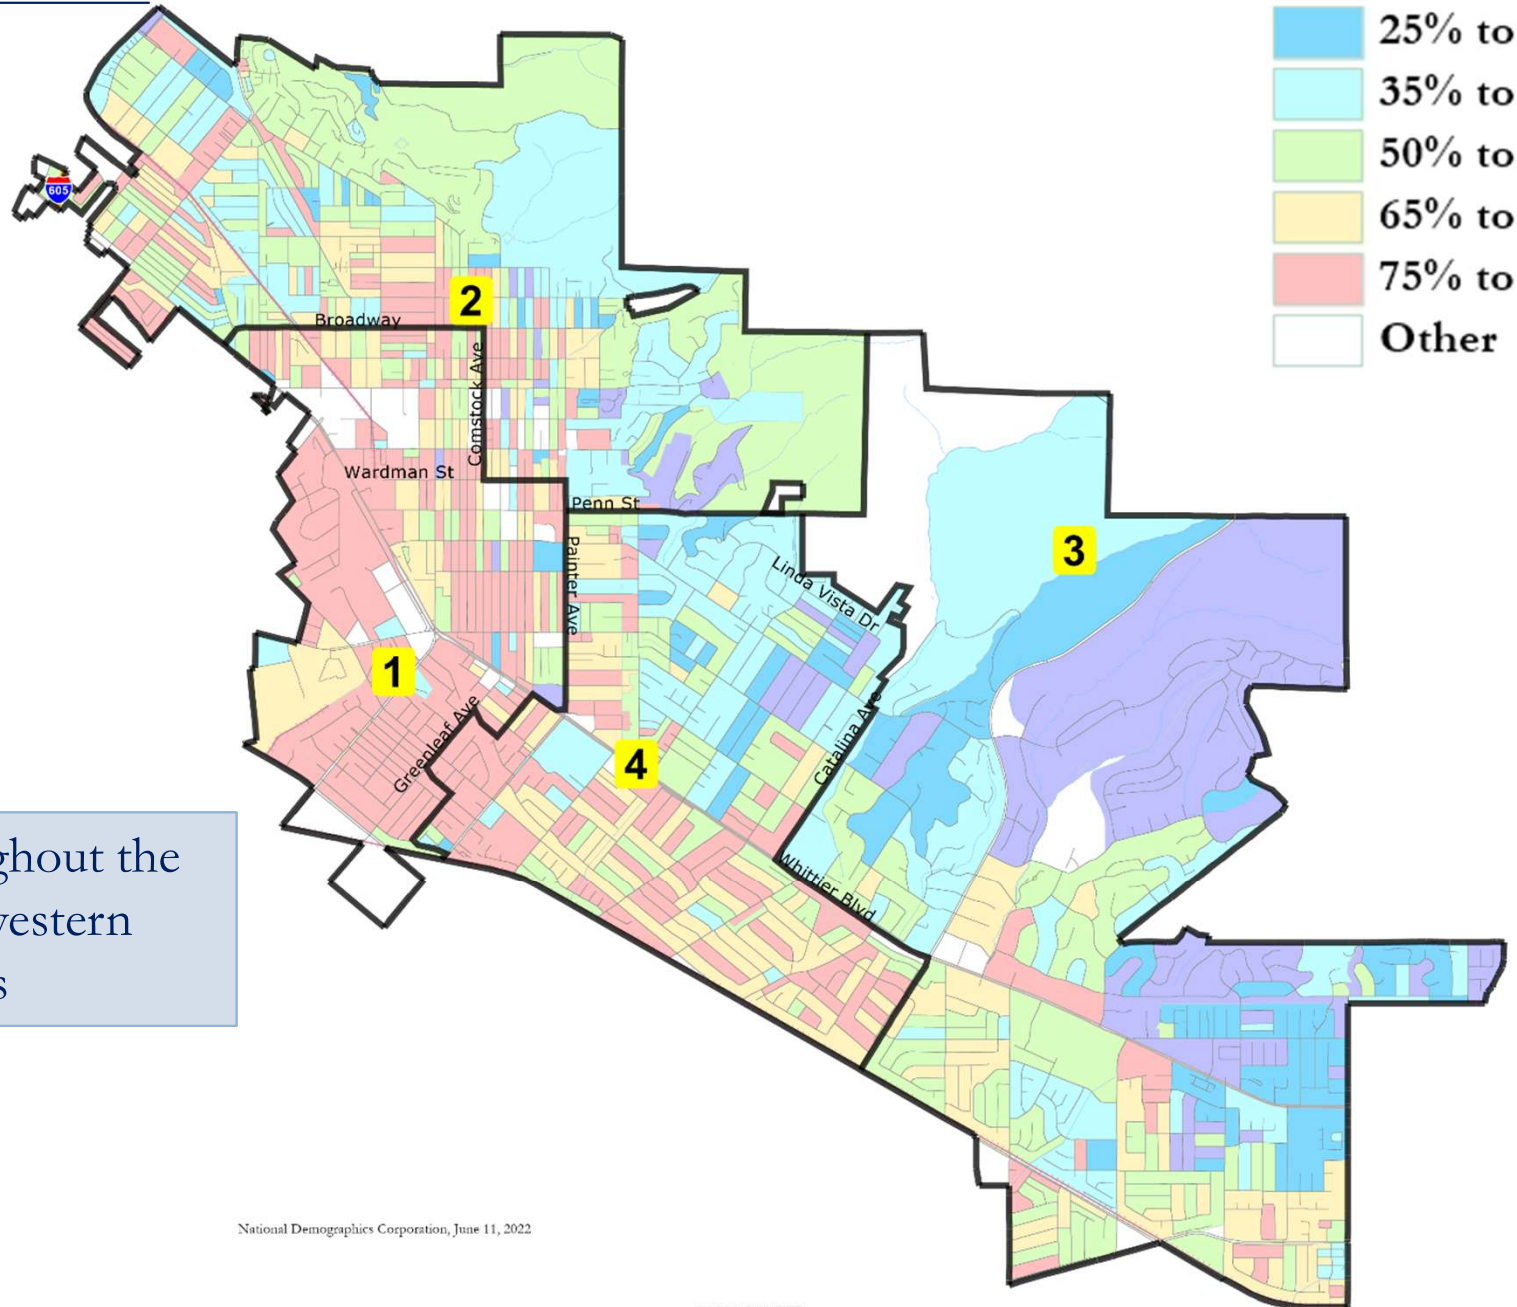 25% to
35% to
50% to
65% to
75% to
Other
605
2
Broadway
Comstock Ave
Wardman St
Penn St
Painter Ave
Linda Vista Dr
3
1
Greenleaf Ave
4
Catalina Ave
Whittier Blvd
ghout the
western
s
National Demographics Corporation, June 11, 2022